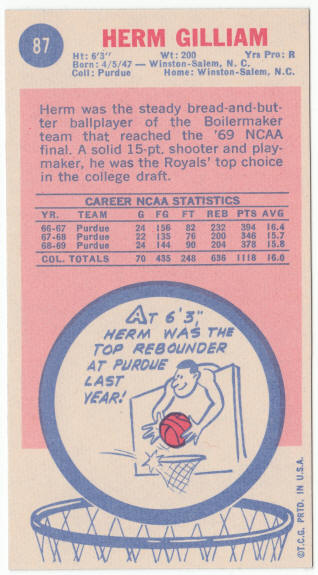 87
HERM GILLIAM
Ht: 6'3" Wt: 200 Yrs Pro: R
Born: 4/5/47 — Winston-Salem, N. C.
Coll: Purdue Home: Winston-Salem, N.C.
Herm was the steady bread-and-but-
ter ballplayer of the Boilermaker
team that reached the '69 NCAA
final. A solid 15-pt. shooter and play-
maker, he was the Royals' top choice
in the college draft.
CAREER NCAA STATISTICS
YR. TEAM G FG FT REB PTS AVG
66-67 Purdue 24 156 82 232 394 16.4
67-68 Purdue 22 135 76 200 346 15.7
68-69 Purdue 24 144 90 204 378 15.8
COL. TOTALS 70 435 248 636 1118 16.0
AT 6'3",
HERM WAS THE
TOP REBOUNDER
AT PURDUE
LAST
YEAR!
©T.C.G. PRTD. IN U.S.A.